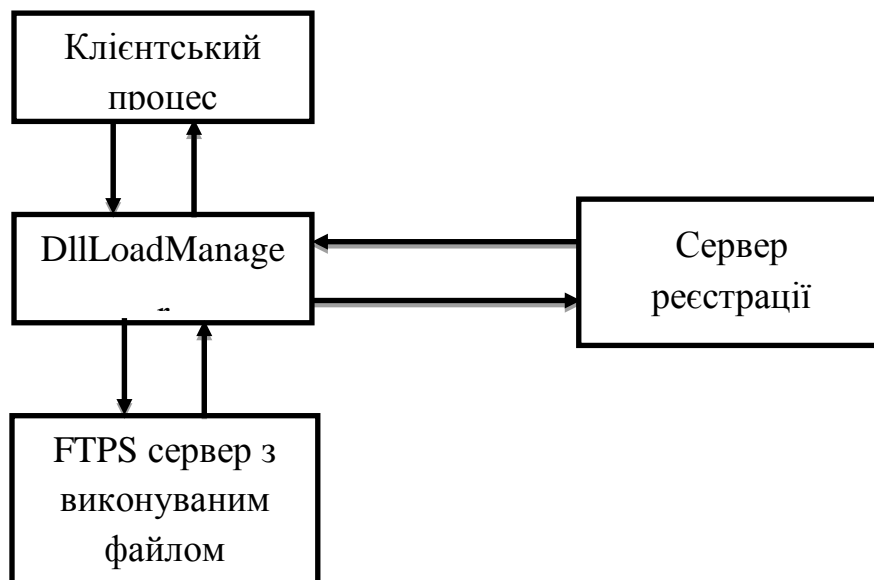 Клієнтський
процес
DllLoadManage
Сервер
реєстрації
FTPS сервер з
виконуваним
файлом